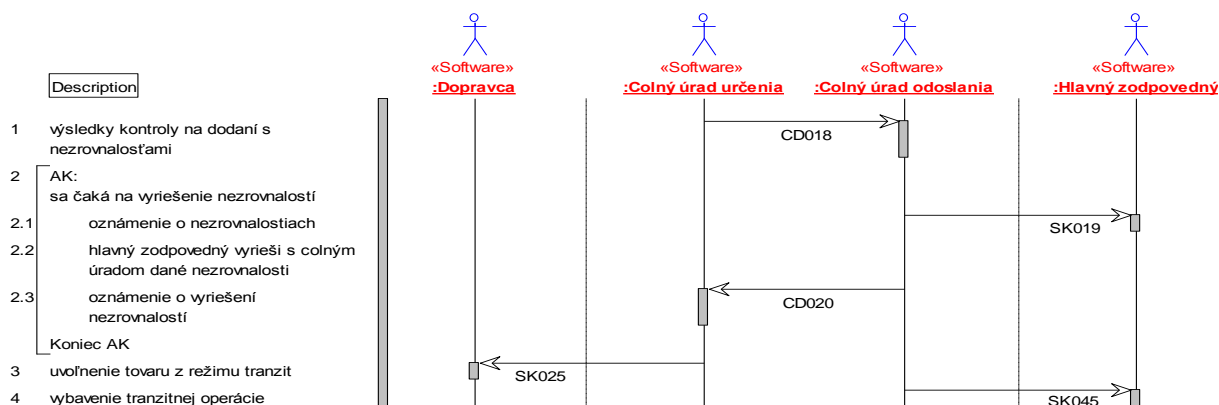 «Software» «Software» «Software» «Software»
Description :Dopravca :Colný úrad určenia :Colný úrad odoslania :Hlavný zodpovedný
1 výsledky kontroly na dodaní s
nezrovnalosťami
CD018
2 AK:
sa čaká na vyriešenie nezrovnalostí
2.1 oznámenie o nezrovnalostiach
SK019
2.2 hlavný zodpovedný vyrieši s colným
úradom dané nezrovnalosti
2.3 oznámenie o vyriešení
nezrovnalostí
CD020
Koniec AK
3 uvoľnenie tovaru z režimu tranzit
SK025
4 vybavenie tranzitnej operácie
SK045